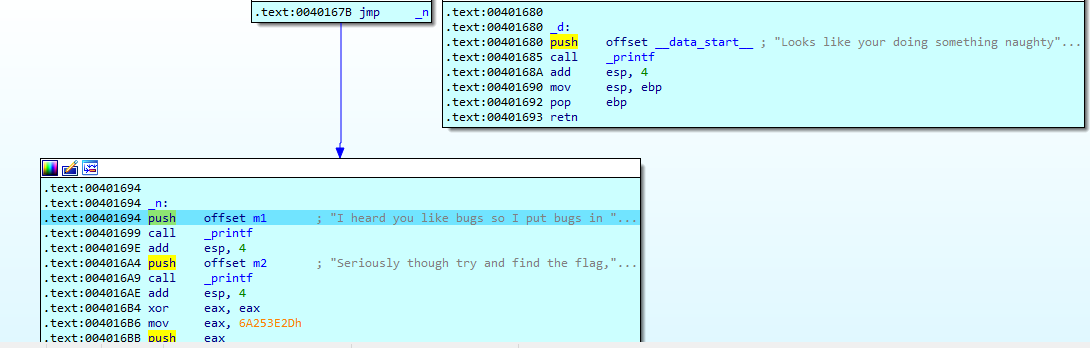 .text:0040167B jmp _n
.text:00401680
.text:00401680 _d:
.text:00401680 push offset __data_start__ ; "Looks like your doing something naughty"...
.text:00401685 call _printf
.text:0040168A add esp, 4
.text:00401690 mov esp, ebp
.text:00401692 pop ebp
.text:00401693 retn
.text:00401694
.text:00401694 _n:
.text:00401694 push offset m1 ; "I heard you like bugs so I put bugs in "...
.text:00401699 call _printf
.text:0040169E add esp, 4
.text:004016A4 push offset m2 ; "Seriously though try and find the flag,"...
.text:004016A9 call _printf
.text:004016AE add esp, 4
.text:004016B4 xor eax, eax
.text:004016B6 mov eax, 6A253E2Dh
.text:004016BB push eax